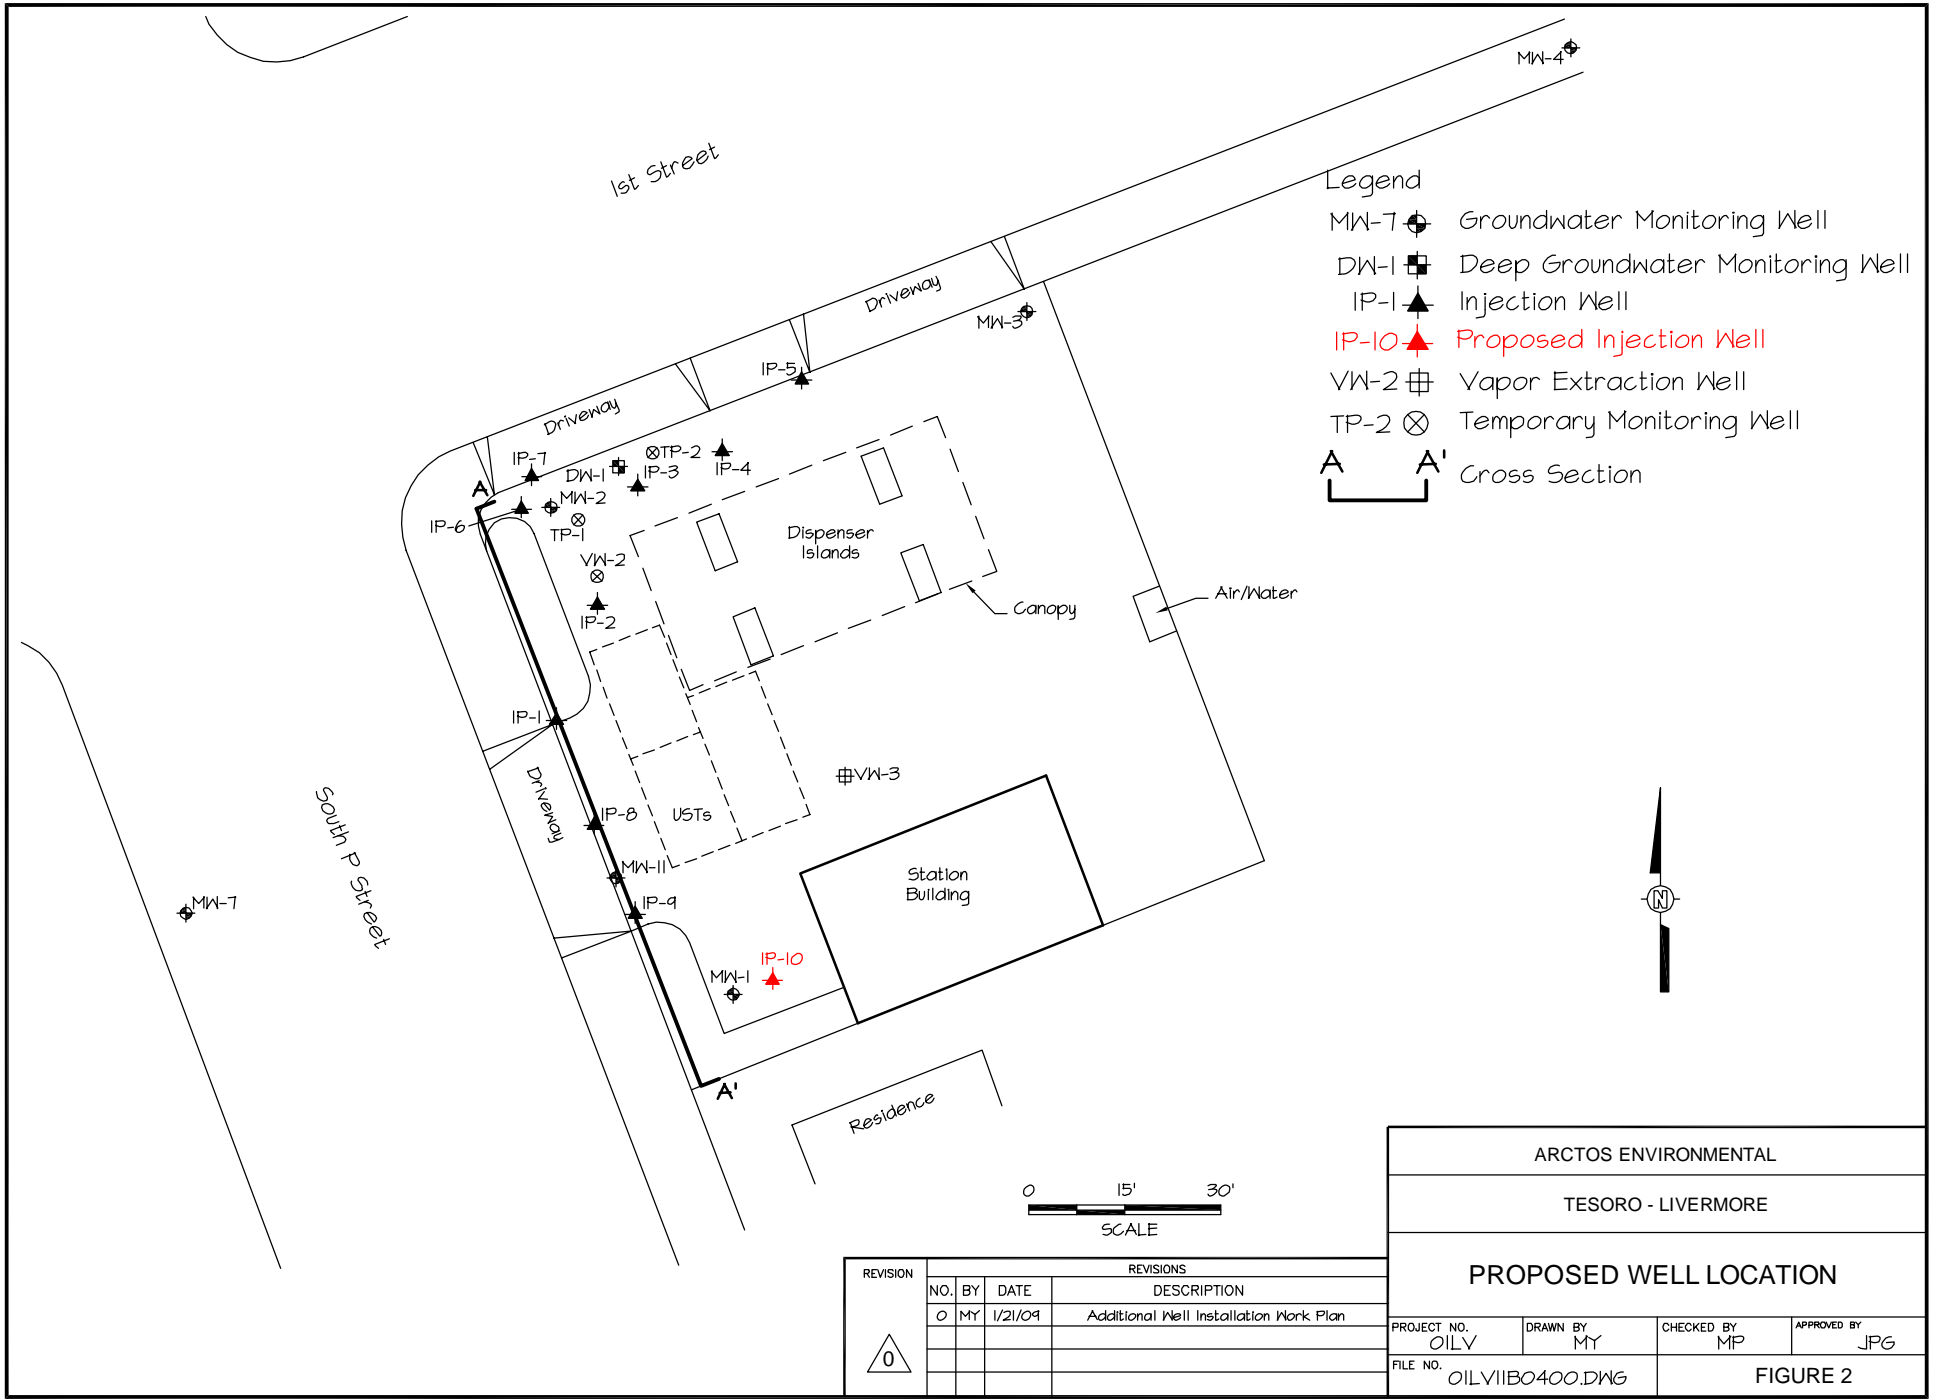 MW-4
1st Street
Legend
MW-7 Groundwater Monitoring Well
DW-1 Deep Groundwater Monitoring Well
IP-1 Injection Well
IP-10 Proposed Injection Well
VW-2 Vapor Extraction Well
TP-2 Temporary Monitoring Well
A A' Cross Section
Driveway
MW-3
IP-5
Driveway
IP-7
TP-2
DW-1
IP-3
IP-4
A
MW-2
IP-6
TP-1
Dispenser
Islands
VW-2
IP-2
Canopy
Air/Water
IP-1
Driveway
VW-3
IP-8
USTs
South P Street
MW-11
Station
Building
MW-7
IP-9
N
IP-10
MW-1
A'
Residence
0 15' 30'
SCALE
ARCTOS ENVIRONMENTAL
TESORO - LIVERMORE
PROPOSED WELL LOCATION
PROJECT NO.
01LV
DRAWN BY
MY
CHECKED BY
MP
APPROVED BY
JPG
FILE NO.
01LV11B0400.DWG
FIGURE 2
REVISION
0
REVISIONS
NO. BY DATE DESCRIPTION
0 MY 1/21/09 Additional Well Installation Work Plan